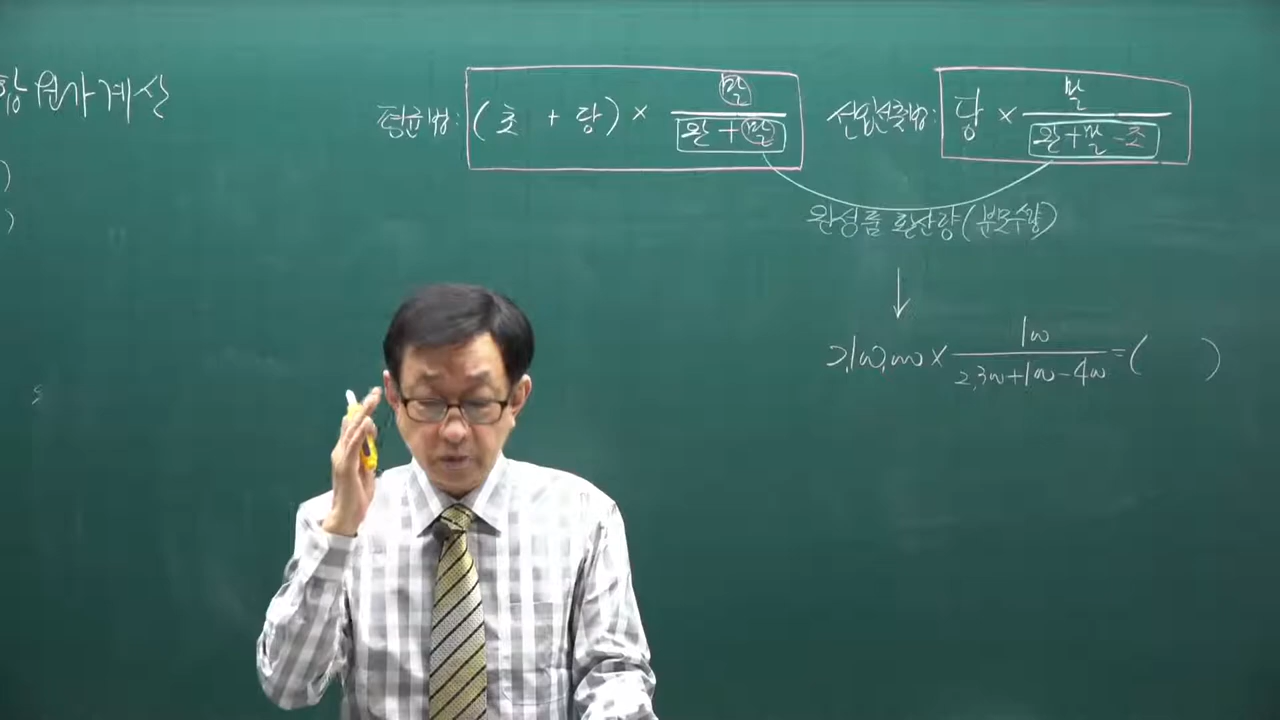 합 원가계산
평균법: (초 + 당) × 말 / 완 + 말
선입선출법: 당 × 말 / 완 + 말 - 초
완성품 환산량(분모수량)
↓
2,100,000 × 100 / 2,300 + 100 - 400 = ( )
)
)